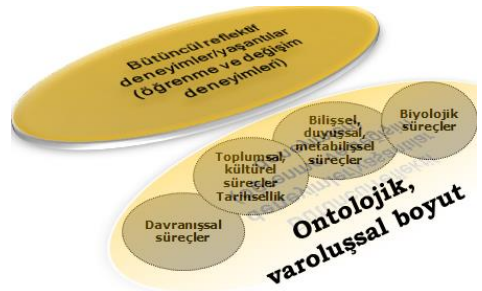 Bütüncül reflektif
deneyimler/yaşantılar
(öğrenme ve değişim
deneyimleri)
Biyolojik
süreçler
Bilişsel,
duyuşsal,
metabilişsel
süreçler
Toplumsal,
kültürel
süreçler
Tarihsellik
Davranışsal
süreçler
Ontolojik,
varoluşsal boyut